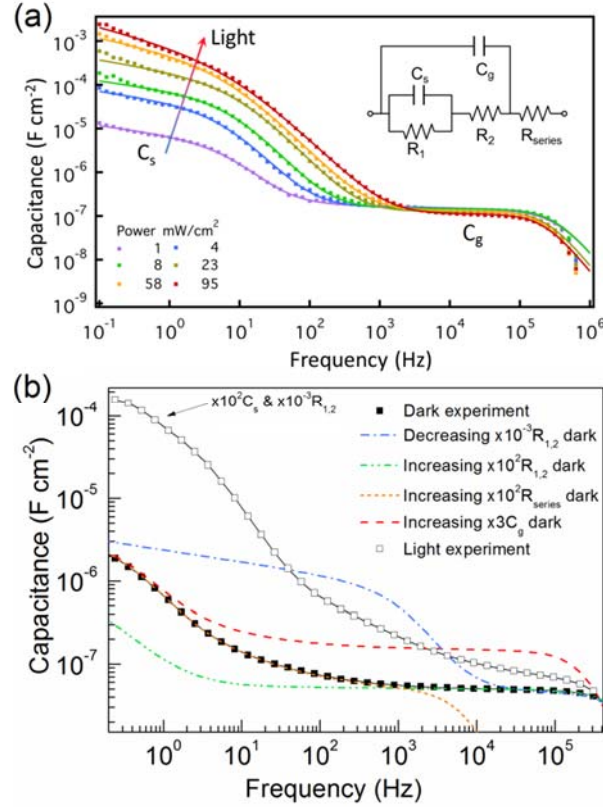 (a)
Capacitance (F cm⁻²)
10⁻³
10⁻⁴
10⁻⁵
10⁻⁶
10⁻⁷
10⁻⁸
10⁻⁹
Light
C_s
C_g
C_s
C_g
R₁
R₂
R_series
Power mW/cm²
1 4
8 23
58 95
10⁻¹ 10⁰ 10¹ 10² 10³ 10⁴ 10⁵ 10⁶
Frequency (Hz)
(b)
Capacitance (F cm⁻²)
10⁻⁴
10⁻⁵
10⁻⁶
10⁻⁷
x10²C_s & x10⁻³R₁,₂
Dark experiment
Decreasing x10⁻³R₁,₂ dark
Increasing x10²R₁,₂ dark
Increasing x10²R_series dark
Increasing x3C_g dark
Light experiment
10⁰ 10¹ 10² 10³ 10⁴ 10⁵
Frequency (Hz)